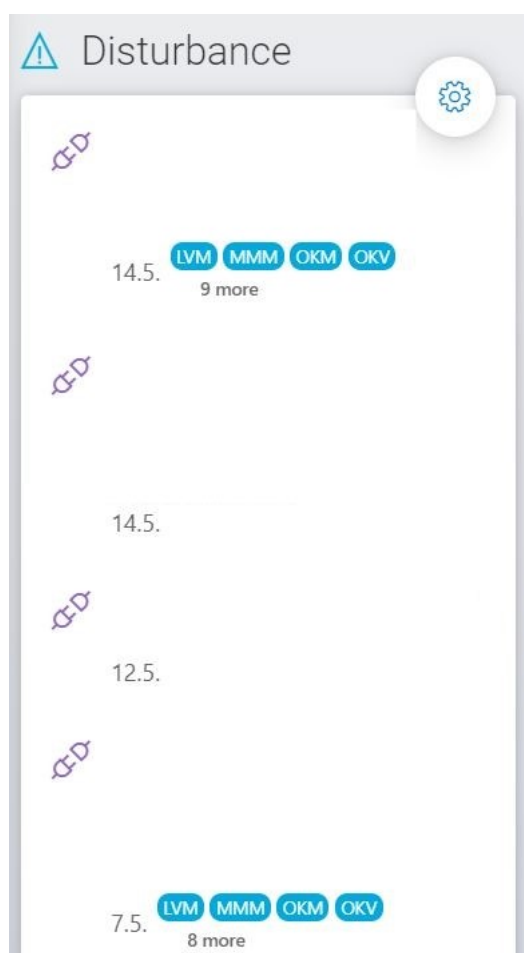 Disturbance
14.5. LVM MMM OKM OKV
9 more
14.5.
12.5.
7.5. LVM MMM OKM OKV
8 more